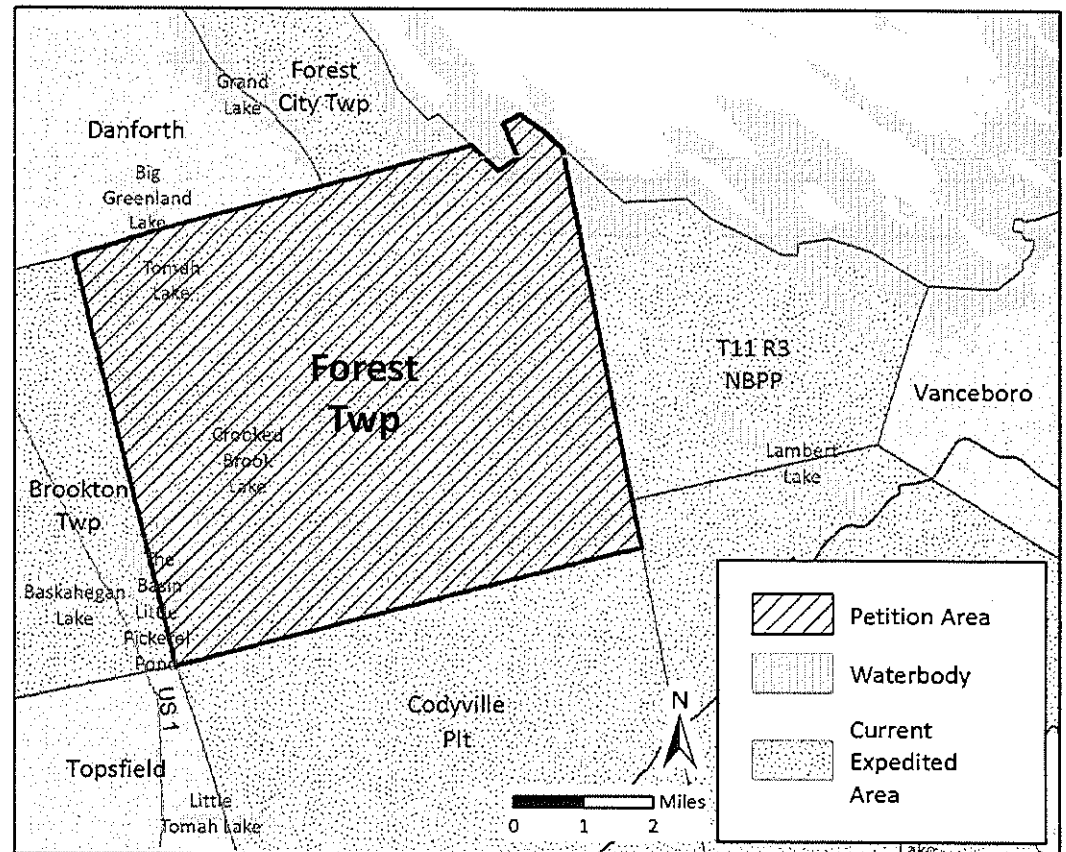 Forest
City Twp
Grand
Lake
Danforth
Big
Greenland
Lake
Tomah
Lake
Forest
Twp
T11 R3
NBPP
Vanceboro
Crooked
Brook
Lake
Lambert
Lake
Brookton
Twp
The
Basin
Little
Pickerel
Pond
Baskahegan
Lake
US 1
Codyville
Plt
Topsfield
Little
Tomah Lake
N
Miles
0 1 2
Petition Area
Waterbody
Current
Expedited
Area
Lake